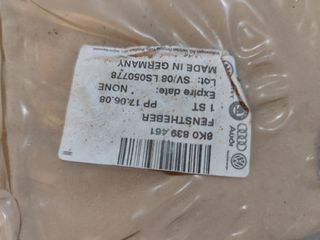 8K0 839 461
FENSTHEBER
PP 17.06.08
1 ST
Expire date: * NONE
Lot: SV/08 LS050778
MADE IN GERMANY
Audi